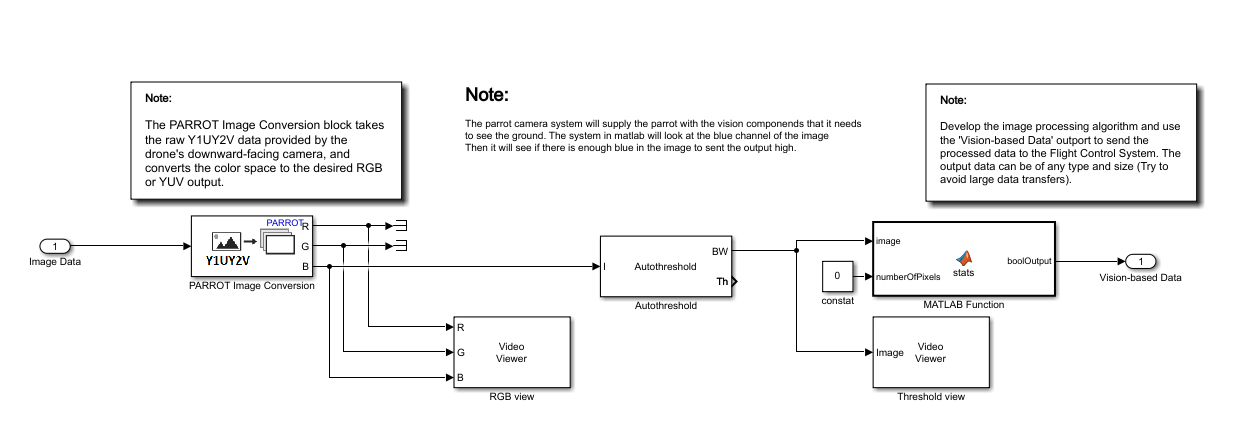 Note:
The PARROT Image Conversion block takes
the raw Y1UY2V data provided by the
drone's downward-facing camera, and
converts the color space to the desired RGB
or YUV output.
Note:
The parrot camera system will supply the parrot with the vision componends that it needs
to see the ground. The system in matlab will look at the blue channel of the image
Then it will see if there is enough blue in the image to sent the output high.
Note:
Develop the image processing algorithm and use
the 'Vision-based Data' outport to send the
processed data to the Flight Control System. The
output data can be of any type and size (Try to
avoid large data transfers).
1
Image Data
PARROT
Y1UY2V
R
G
B
PARROT Image Conversion
R
G
B
Video
Viewer
RGB view
I
Autothreshold
BW
Th
Autothreshold
0
constat
image
numberOfPixels
stats
boolOutput
MATLAB Function
1
Vision-based Data
Image
Video
Viewer
Threshold view